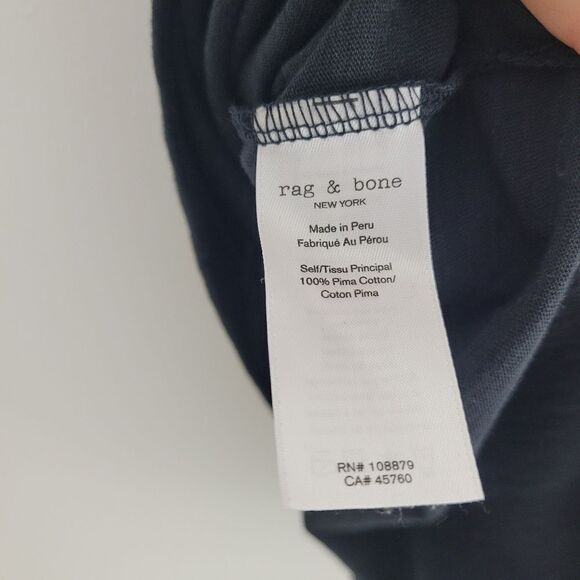 rag & bone
NEW YORK
Made in Peru
Fabriqué Au Pérou
Self/Tissu Principal
100% Pima Cotton/
Coton Pima
RN# 108879
CA# 45760